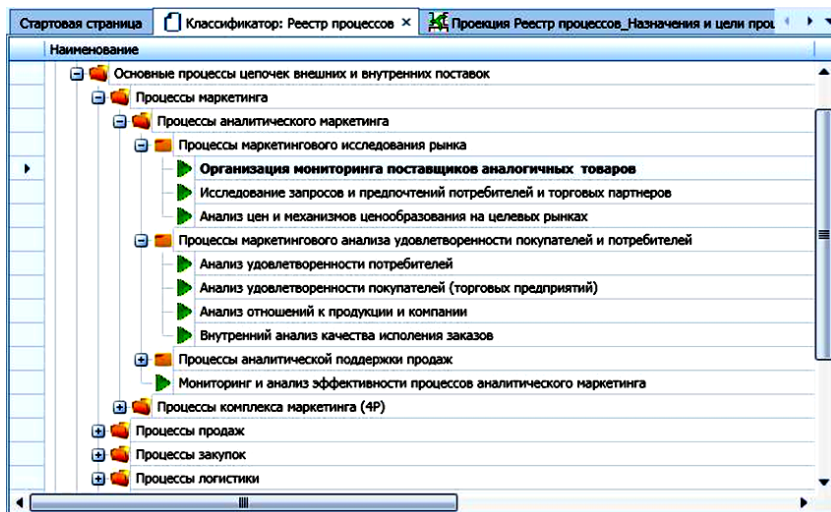 Стартовая страница Классификатор: Реестр процессов × Проекция Реестр процессов_Назначения и цели проц
Наименование
Основные процессы цепочек внешних и внутренних поставок
Процессы маркетинга
Процессы аналитического маркетинга
Процессы маркетингового исследования рынка
Организация мониторинга поставщиков аналогичных товаров
Исследование запросов и предпочтений потребителей и торговых партнеров
Анализ цен и механизмов ценообразования на целевых рынках
Процессы маркетингового анализа удовлетворенности покупателей и потребителей
Анализ удовлетворенности потребителей
Анализ удовлетворенности покупателей (торговых предприятий)
Анализ отношений к продукции и компании
Внутренний анализ качества исполения заказов
Процессы аналитической поддержки продаж
Мониторинг и анализ эффективности процессов аналитического маркетинга
Процессы комплекса маркетинга (4P)
Процессы продаж
Процессы закупок
Процессы логистики